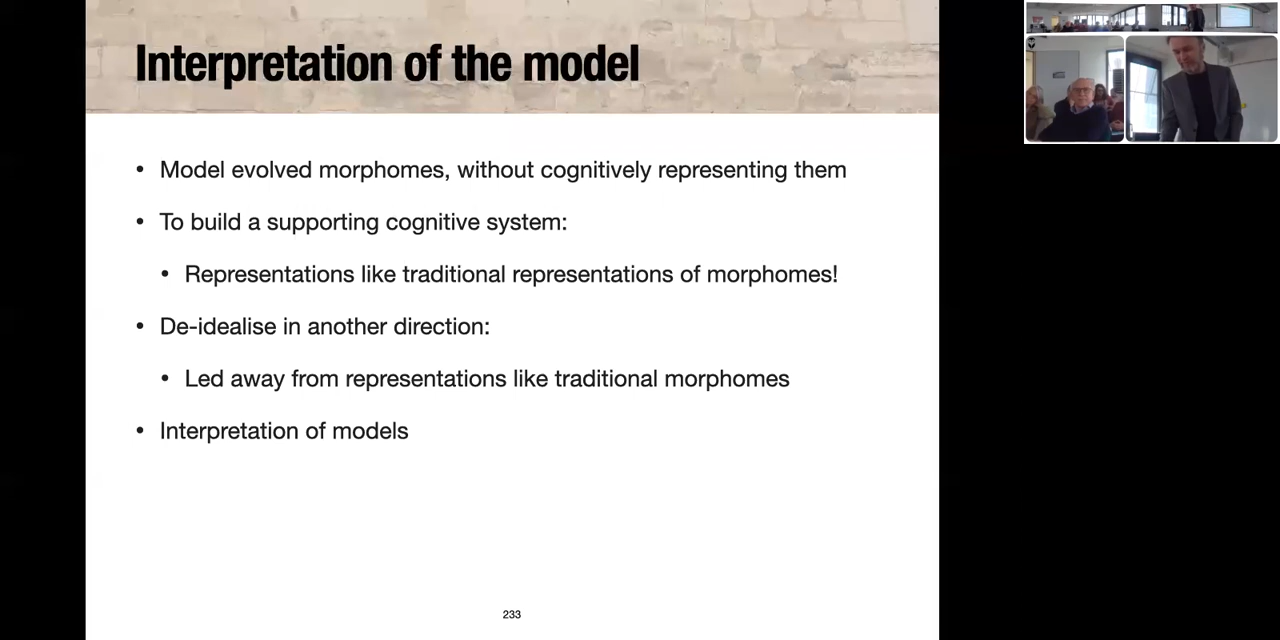 Interpretation of the model
• Model evolved morphomes, without cognitively representing them
• To build a supporting cognitive system:
• Representations like traditional representations of morphomes!
• De-idealise in another direction:
• Led away from representations like traditional morphomes
• Interpretation of models
233